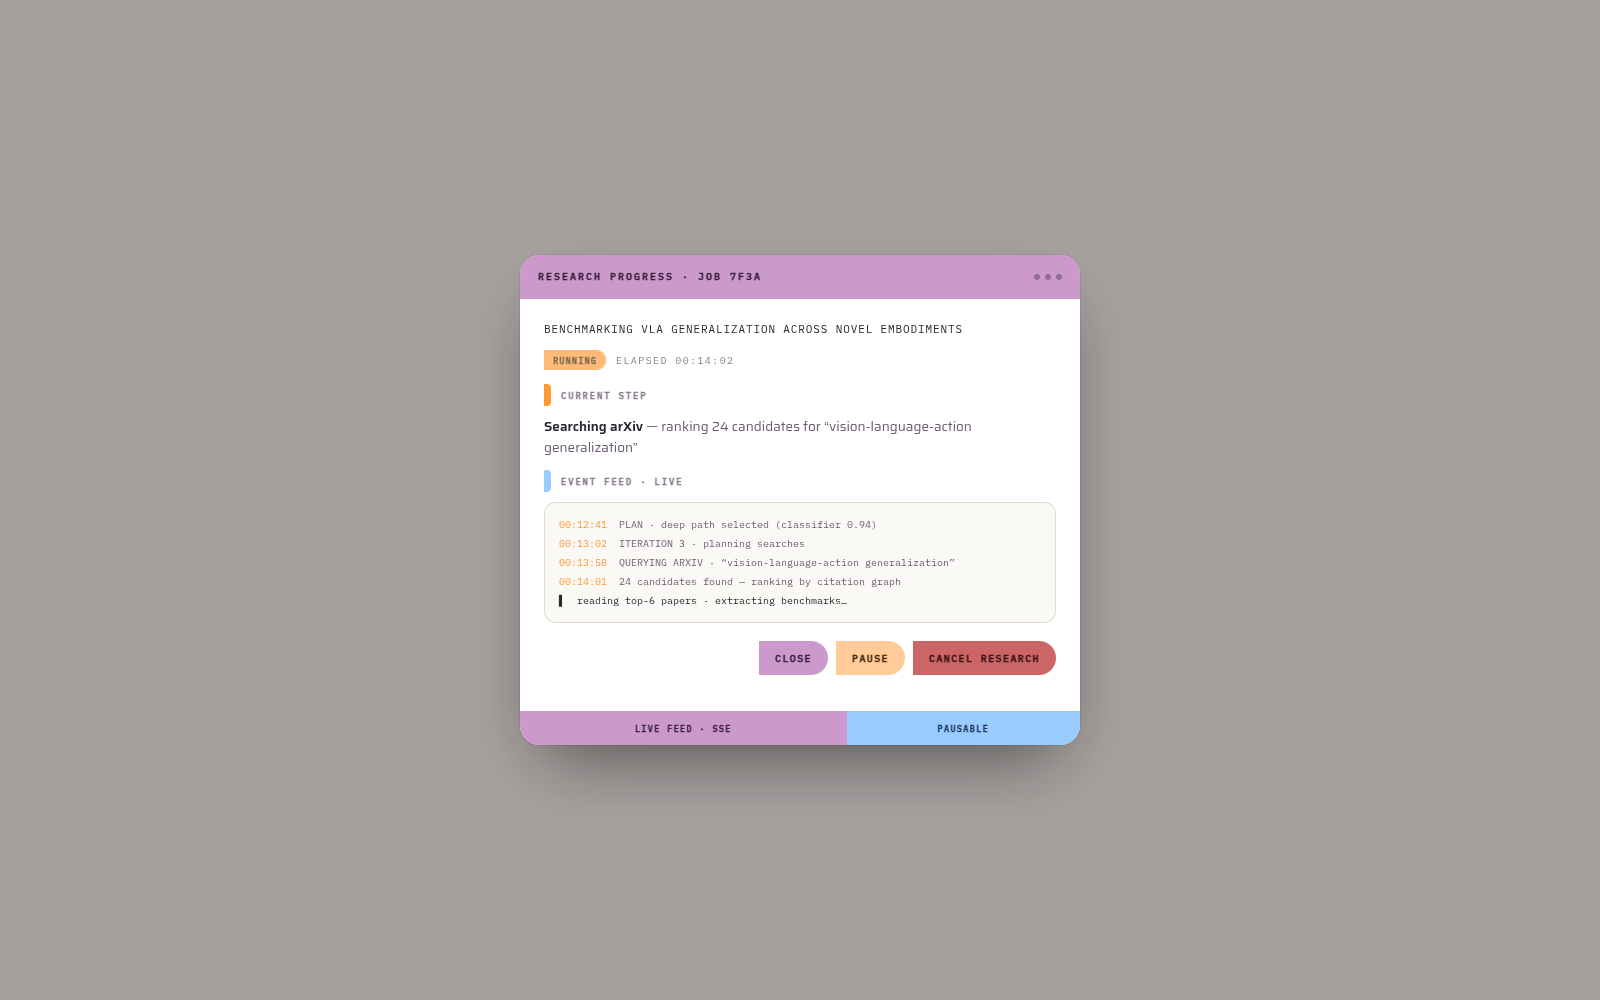 RESEARCH PROGRESS · JOB 7F3A
BENCHMARKING VLA GENERALIZATION ACROSS NOVEL EMBODIMENTS
RUNNING ELAPSED 00:14:02
CURRENT STEP
Searching arXiv — ranking 24 candidates for “vision-language-action
generalization”
EVENT FEED · LIVE
00:12:41 PLAN · deep path selected (classifier 0.94)
00:13:02 ITERATION 3 · planning searches
00:13:58 QUERYING ARXIV · “vision-language-action generalization”
00:14:01 24 candidates found — ranking by citation graph
reading top-6 papers · extracting benchmarks…
CLOSE PAUSE CANCEL RESEARCH
LIVE FEED · SSE PAUSABLE